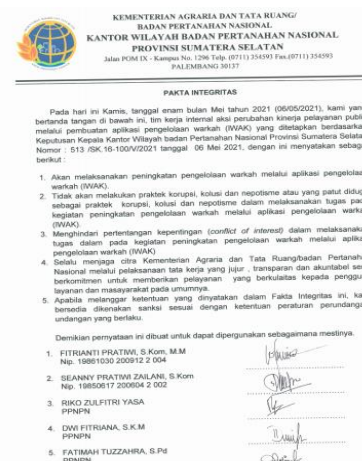 KEMENTERIAN AGRARIA DAN TATA RUANG/
BADAN PERTANAHAN NASIONAL
KANTOR WILAYAH BADAN PERTANAHAN NASIONAL
PROVINSI SUMATERA SELATAN
Jalan POM IX - Kampus No. 1296 Telp. (0711) 354593 Fax.(0711) 354593
PALEMBANG 30137
PAKTA INTEGRITAS
Pada hari ini Kamis, tanggal enam bulan Mei tahun 2021 (06/05/2021), kami yan
bertanda tangan di bawah ini, tim kerja internal aksi perubahan kinerja pelayanan publi
melalui pembuatan aplikasi pengelolaan warkah (IWAK) yang ditetapkan berdasarka
Keputusan Kepala Kantor Wilayah badan Pertanahan Nasional Provinsi Sumatera Selata
Nomor : 513 /SK.16-100/V/2021 tanggal 06 Mei 2021, dengan ini menyatakan sebag
berikut :
1. Akan melaksanakan peningkatan pengelolaan warkah melalui aplikasi pengelolaa
warkah (IWAK).
2. Tidak akan melakukan praktek korupsi, kolusi dan nepotisme atau yang patut didug
sebagai praktek korupsi, kolusi dan nepotisme dalam melaksanakan tugas pad
kegiatan peningkatan pengelolaan warkah melalui aplikasi pengelolaan warka
(IWAK).
3. Menghindari pertentangan kepentingan (conflict of interest) dalam melaksanaka
tugas dalam pada kegiatan peningkatan pengelolaan warkah melalui aplika
pengelolaan warkah (IWAK)
4. Selalu menjaga citra Kementerian Agraria dan Tata Ruang/badan Pertanaha
Nasional melalui pelaksanaan tata kerja yang jujur , transparan dan akuntabel se
berkomitmen untuk memberikan pelayanan yang berkulaitas kepada penggu
layanan dan masayarakat pada umumnya.
5. Apabila melanggar ketentuan yang dinyatakan dalam Fakta Integritas ini, ka
bersedia dikenakan sanksi sesuai dengan ketentuan peraturan perundanga
undangan yang berlaku.
Demikian pernyataan ini dibuat untuk dapat dipergunakan sebagaimana mestinya.
1. FITRIANTI PRATIWI, S.Kom, M.M
Nip. 19861030 200912 2 004
2. SEANNY PRATIWI ZAILANI, S.Kom
Nip. 19850617 200604 2 002
3. RIKO ZULFITRI YASA
PPNPN
4. DWI FITRIANA, S.K.M
PPNPN
5. FATIMAH TUZZAHRA, S.Pd
PPNPN